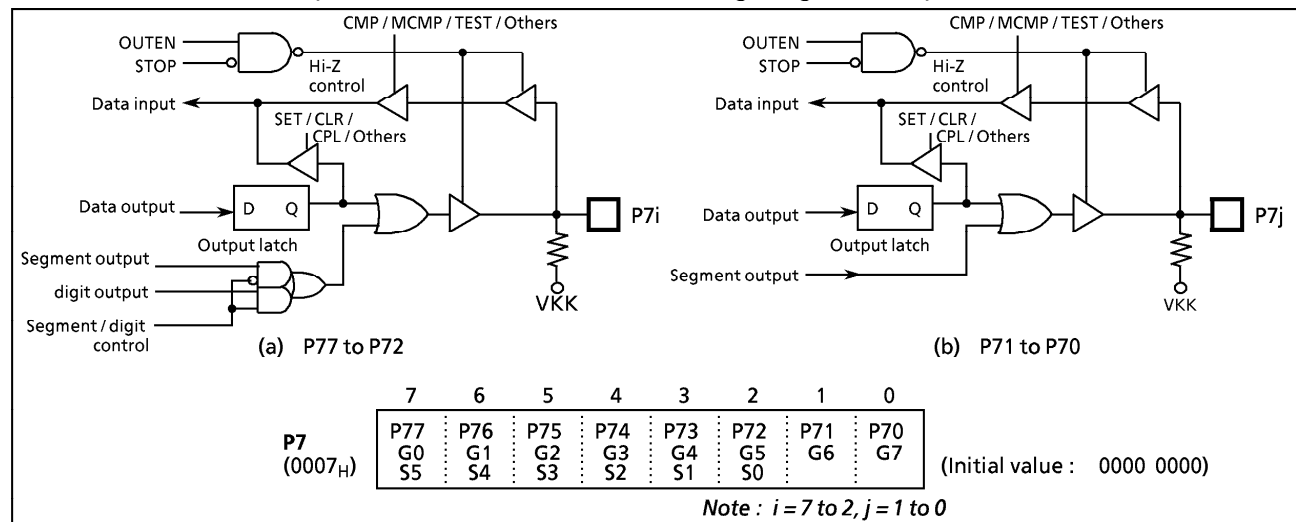 CMP / MCMP / TEST / Others
OUTEN
STOP
Hi-Z
control
Data input
SET / CLR /
CPL / Others
Data output
D Q
P7i
Output latch
Segment output
digit output
Segment / digit
control
VKK
(a) P77 to P72
CMP / MCMP / TEST / Others
OUTEN
STOP
Hi-Z
control
Data input
SET / CLR /
CPL / Others
Data output
D Q
P7j
Output latch
Segment output
VKK
(b) P71 to P70
7 6 5 4 3 2 1 0
P7
(0007H)
P77 P76 P75 P74 P73 P72 P71 P70
G0 G1 G2 G3 G4 G5 G6 G7
S5 S4 S3 S2 S1 S0
(Initial value : 0000 0000)
Note : i = 7 to 2, j = 1 to 0